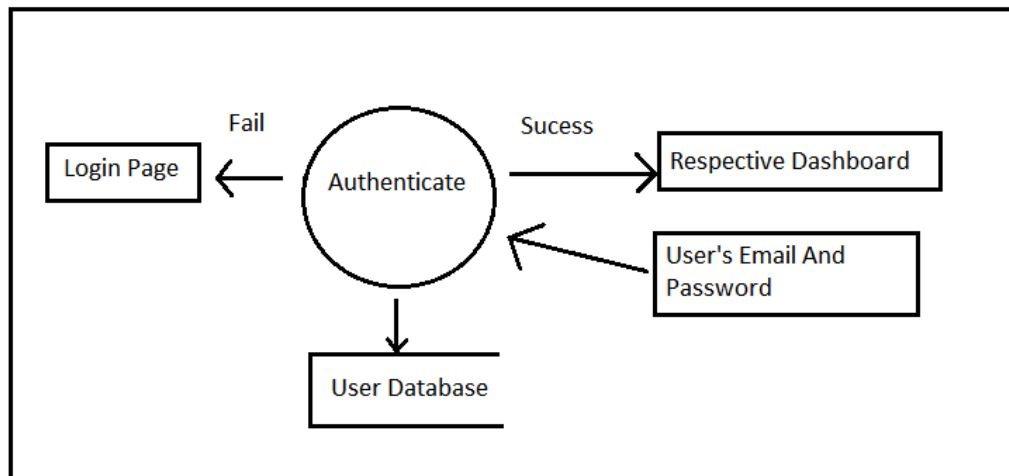 Fail
Sucess
Login Page
Authenticate
Respective Dashboard
User's Email And
Password
User Database